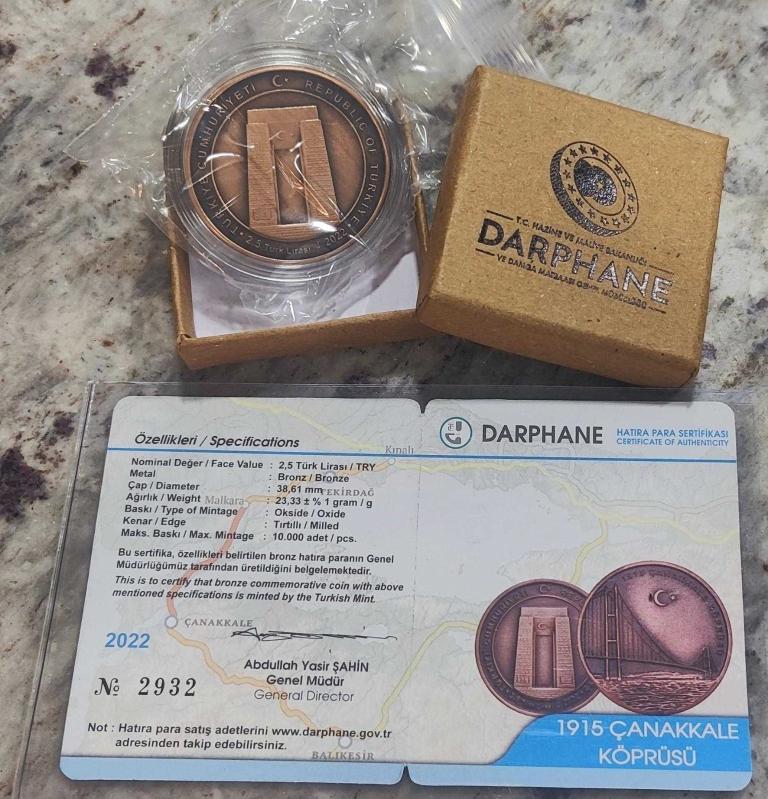 TÜRKİYE CUMHURİYETİ REPUBLIC OF TÜRKİYE
2,5 Türk Lirası 2022
T.C. HAZİNE VE MALİYE BAKANLIĞI
DARPHANE
VE DAMGA MATBAASI GENEL MÜDÜRLÜĞÜ
Özellikleri / Specifications
Nominal Değer / Face Value : 2,5 Türk Lirası / TRY
Metal : Bronz / Bronze
Çap / Diameter : 38,61 mm
Ağırlık / Weight : 23,33 ± % 1 gram / g
Baskı / Type of Mintage : Okside / Oxide
Kenar / Edge : Tırtıllı / Milled
Maks. Baskı / Max. Mintage : 10.000 adet / pcs.
Kınalı
TEKİRDAĞ
Malkara
Bu sertifika, özellikleri belirtilen bronz hatıra paranın Genel
Müdürlüğümüz tarafından üretildiğini belgelemektedir.
This is to certify that bronze commemorative coin with above
mentioned specifications is minted by the Turkish Mint.
ÇANAKKALE
2022
Abdullah Yasir ŞAHİN
Genel Müdür
General Director
№ 2932
Not : Hatıra para satış adetlerini www.darphane.gov.tr
adresinden takip edebilirsiniz.
BALIKESİR
DARPHANE
HATIRA PARA SERTİFİKASI
CERTIFICATE OF AUTHENTICITY
1915 ÇANAKKALE
KÖPRÜSÜ